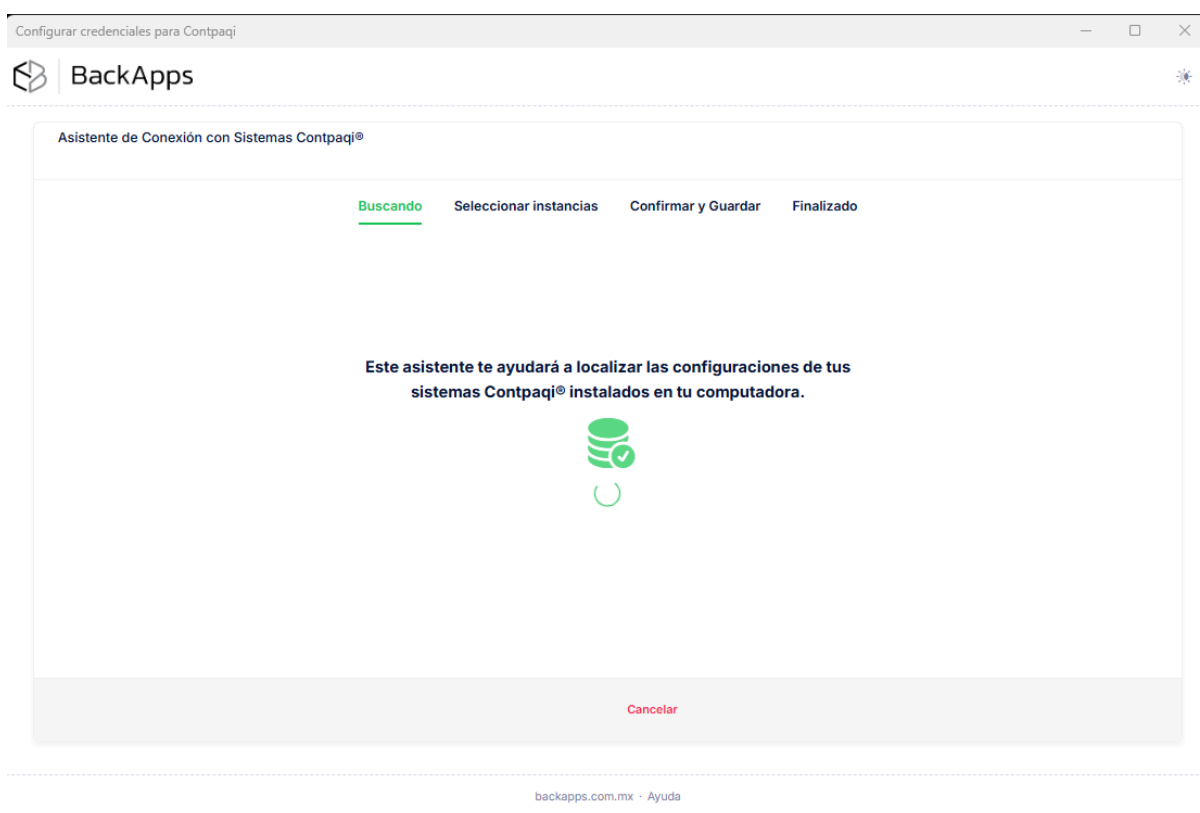 Configurar credenciales para Contpaqi
BackApps
Asistente de Conexión con Sistemas Contpaqi®
Buscando Seleccionar instancias Confirmar y Guardar Finalizado
Este asistente te ayudará a localizar las configuraciones de tus
sistemas Contpaqi® instalados en tu computadora.
Cancelar
backapps.com.mx · Ayuda